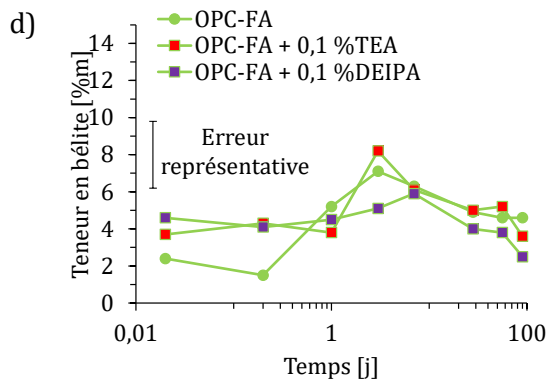 d)
OPC-FA
OPC-FA + 0,1 %TEA
OPC-FA + 0,1 %DEIPA
Teneur en bélite [%m]
14
12
10
8
6
4
2
0
Erreur
représentative
0,01
1
100
Temps [j]